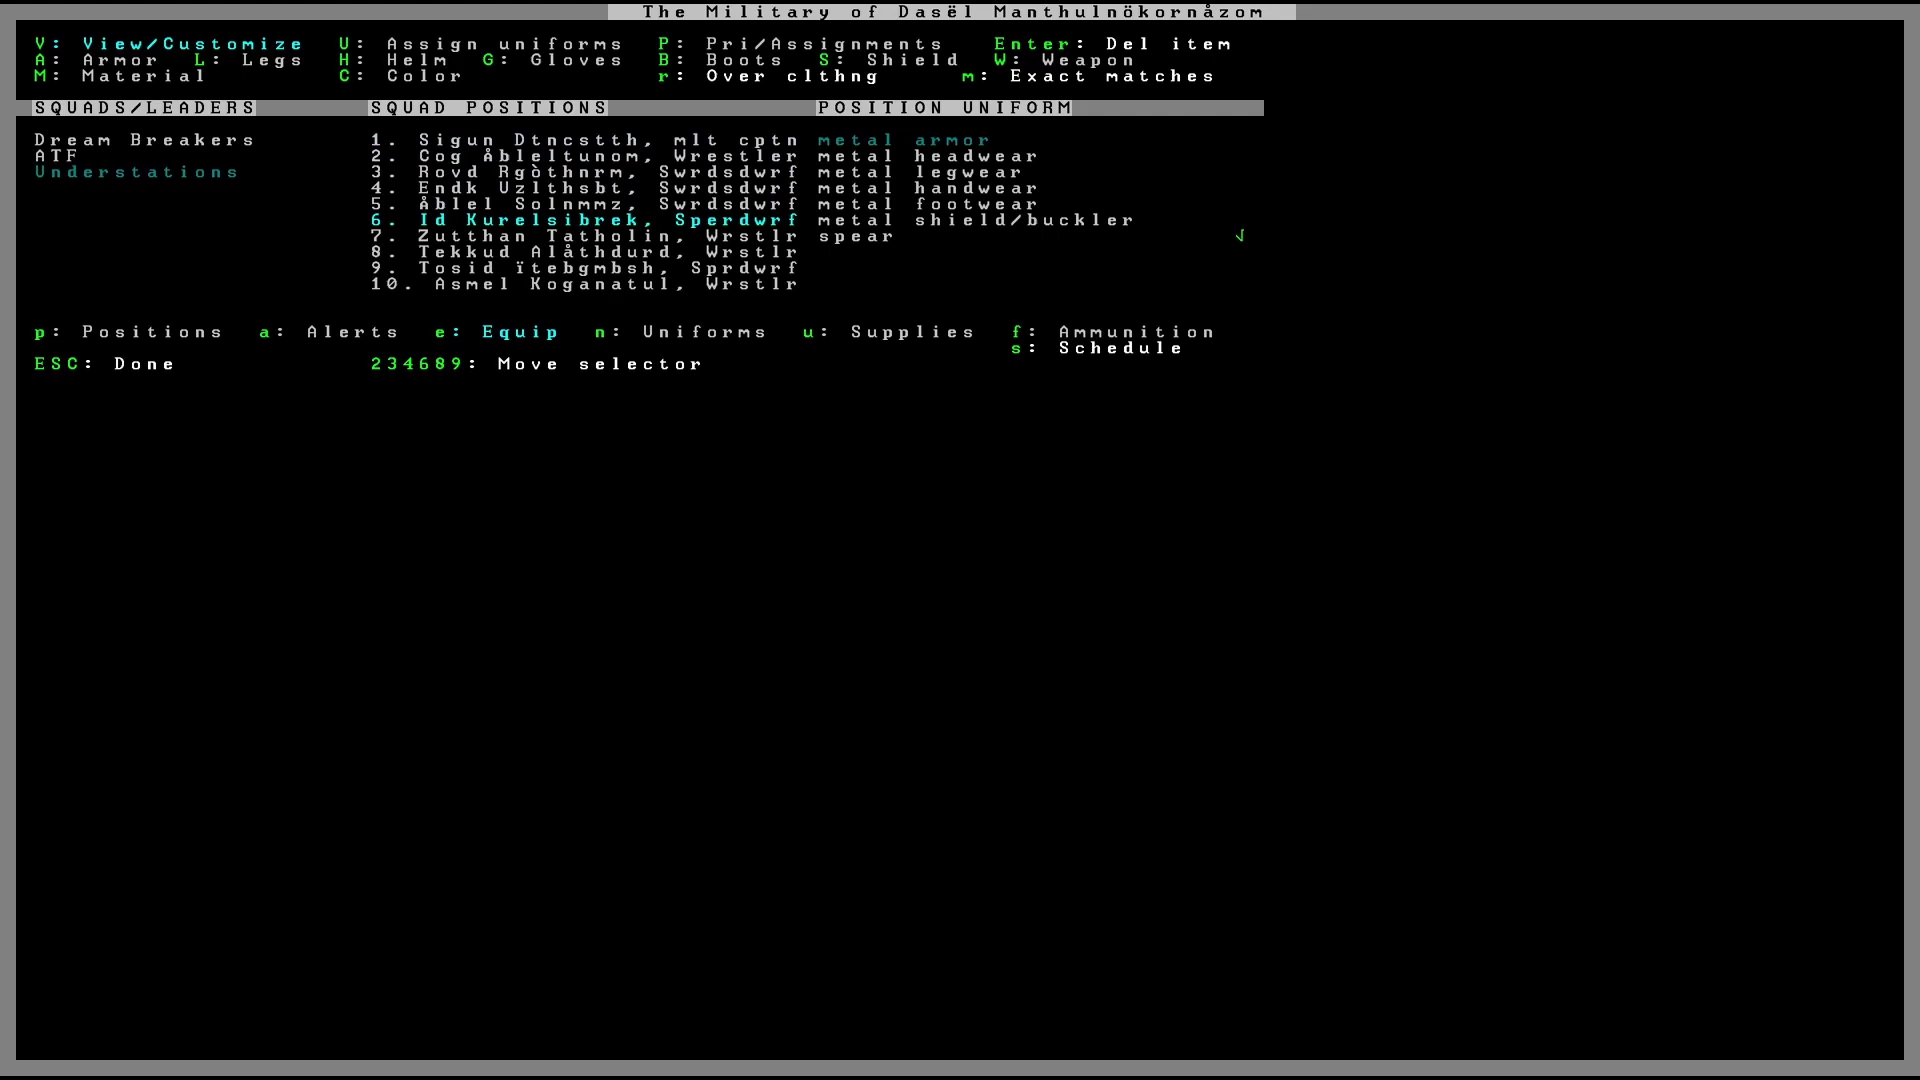 The Military of Dasël Manthulnökornåzom
V: View/Customize U: Assign uniforms P: Pri/Assignments Enter: Del item
A: Armor L: Legs H: Helm G: Gloves B: Boots S: Shield W: Weapon
M: Material C: Color r: Over clthng m: Exact matches
SQUADS/LEADERS SQUAD POSITIONS POSITION UNIFORM
Dream Breakers 1. Sigun Dtncstth, mlt cptn metal armor
ATF 2. Cog Åbleltunom, Wrestler metal headwear
Understations 3. Rovd Rgòthnrm, Swrdsdwrf metal legwear
4. Endk Uzlthsbt, Swrdsdwrf metal handwear
5. Åblel Solnmmz, Swrdsdwrf metal footwear
6. Id Kurelsibrek, Sperdwrf metal shield/buckler
7. Zutthan Tatholin, Wrstlr spear √
8. Tekkud Alåthdurd, Wrstlr
9. Tosid ïtebgmbsh, Sprdwrf
10. Asmel Koganatul, Wrstlr
p: Positions a: Alerts e: Equip n: Uniforms u: Supplies f: Ammunition
s: Schedule
ESC: Done 234689: Move selector